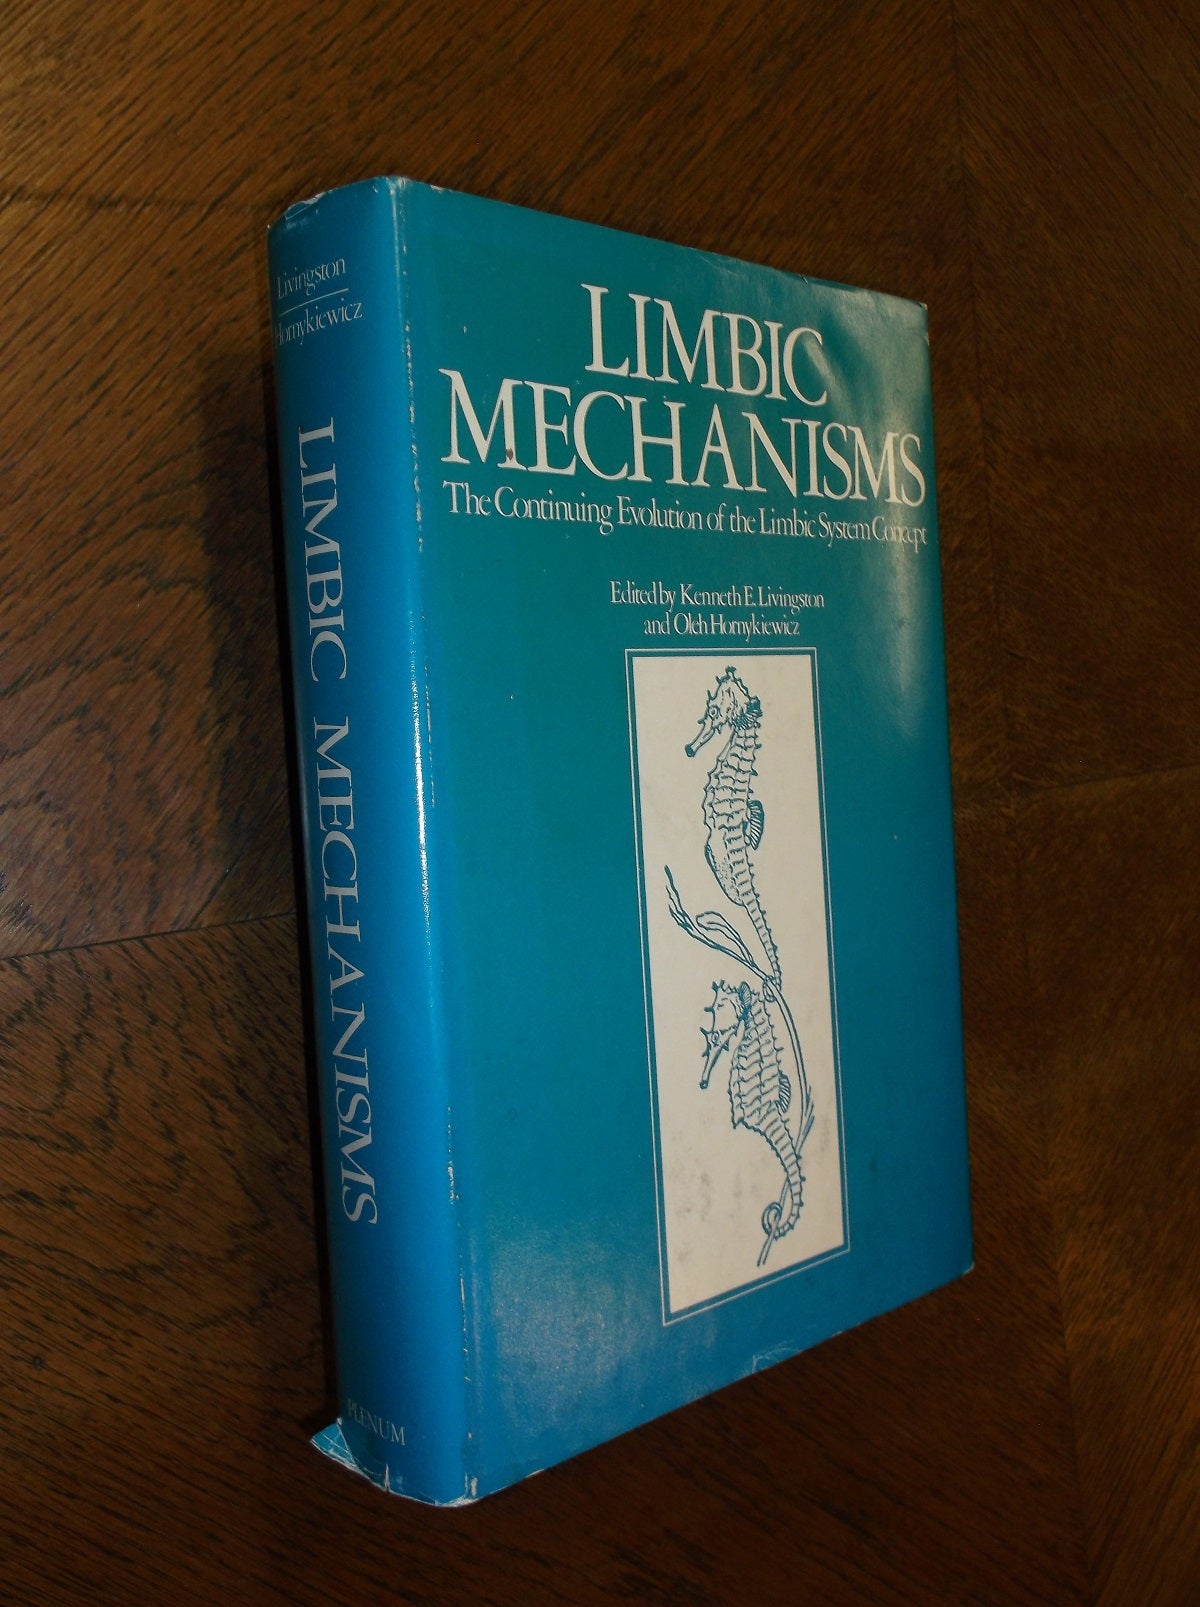 Livingston
Hornykiewicz
LIMBIC MECHANISMS
PLENUM
LIMBIC
MECHANISMS
The Continuing Evolution of the Limbic System Concept
Edited by Kenneth E. Livingston
and Oleh Hornykiewicz